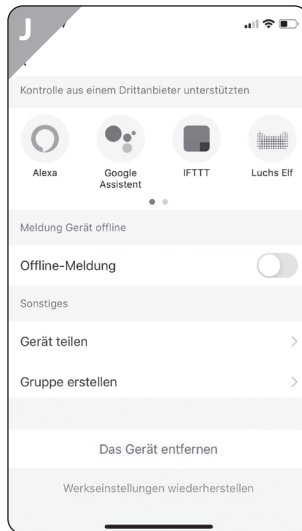 J
Kontrolle aus einem Drittanbieter unterstützten
Alexa
Google
Assistent
IFTTT
Luchs Elf
Meldung Gerät offline
Offline-Meldung
Sonstiges
Gerät teilen
Gruppe erstellen
Das Gerät entfernen
Werkseinstellungen wiederherstellen